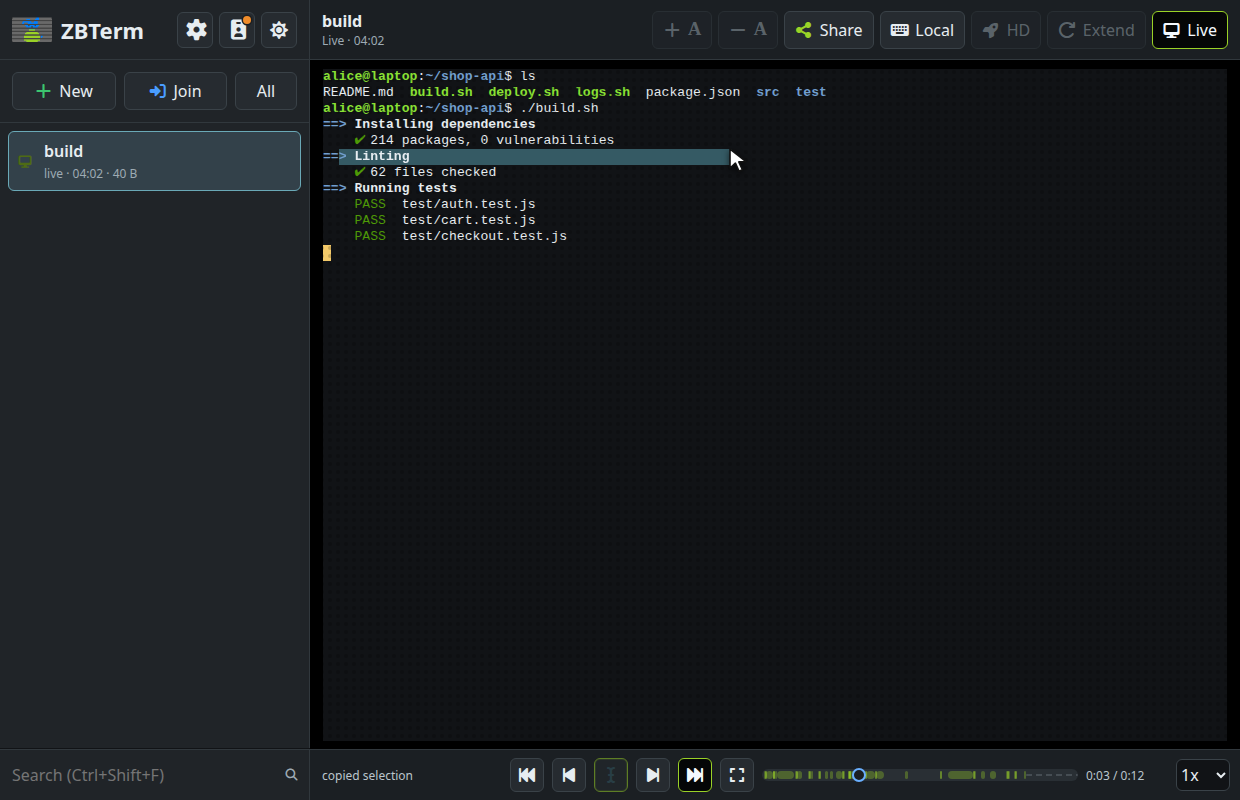 ZBTerm
build
Live · 04:02
+ A
− A
Share
Local
HD
Extend
Live
New
Join
All
build
live · 04:02 · 40 B
alice@laptop:~/shop-api$ ls
README.md build.sh deploy.sh logs.sh package.json src test
alice@laptop:~/shop-api$ ./build.sh
==> Installing dependencies
✔ 214 packages, 0 vulnerabilities
==> Linting
✔ 62 files checked
==> Running tests
PASS test/auth.test.js
PASS test/cart.test.js
PASS test/checkout.test.js
Search (Ctrl+Shift+F)
copied selection
0:03 / 0:12
1x